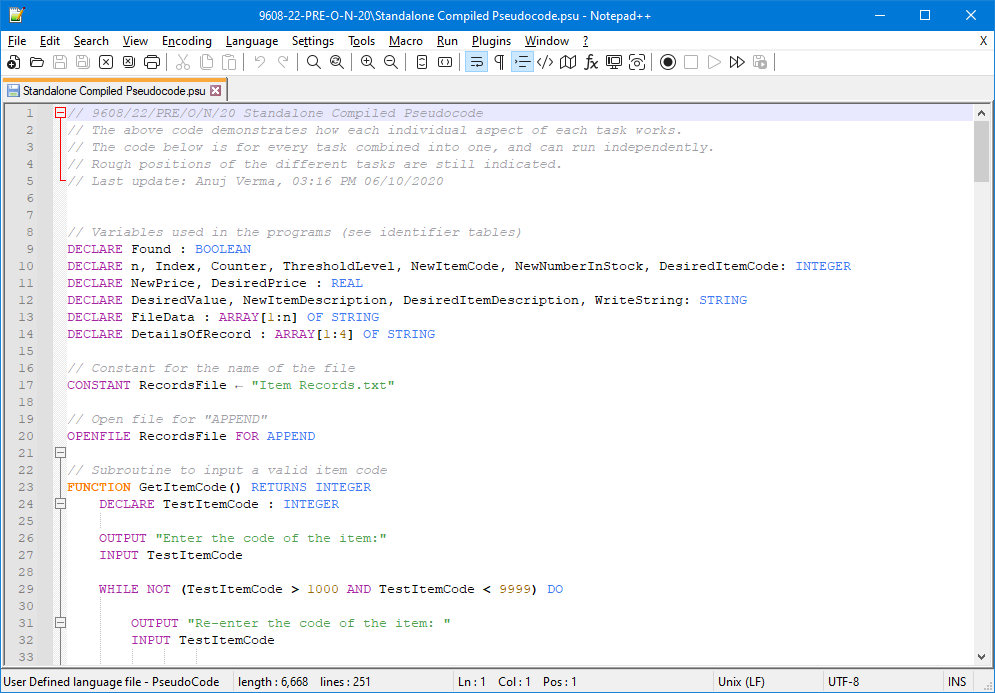 9608-22-PRE-O-N-20\Standalone Compiled Pseudocode.psu - Notepad++
File Edit Search View Encoding Language Settings Tools Macro Run Plugins Window ? X
Standalone Compiled Pseudocode.psu
1 // 9608/22/PRE/O/N/20 Standalone Compiled Pseudocode
2 // The above code demonstrates how each individual aspect of each task works.
3 // The code below is for every task combined into one, and can run independently.
4 // Rough positions of the different tasks are still indicated.
5 // Last update: Anuj Verma, 03:16 PM 06/10/2020
6
7
8 // Variables used in the programs (see identifier tables)
9 DECLARE Found : BOOLEAN
10 DECLARE n, Index, Counter, ThresholdLevel, NewItemCode, NewNumberInStock, DesiredItemCode: INTEGER
11 DECLARE NewPrice, DesiredPrice : REAL
12 DECLARE DesiredValue, NewItemDescription, DesiredItemDescription, WriteString: STRING
13 DECLARE FileData : ARRAY[1:n] OF STRING
14 DECLARE DetailsOfRecord : ARRAY[1:4] OF STRING
15
16 // Constant for the name of the file
17 CONSTANT RecordsFile ← "Item Records.txt"
18
19 // Open file for "APPEND"
20 OPENFILE RecordsFile FOR APPEND
21
22 // Subroutine to input a valid item code
23 FUNCTION GetItemCode() RETURNS INTEGER
24 DECLARE TestItemCode : INTEGER
25
26 OUTPUT "Enter the code of the item:"
27 INPUT TestItemCode
28
29 WHILE NOT (TestItemCode > 1000 AND TestItemCode < 9999) DO
30
31 OUTPUT "Re-enter the code of the item: "
32 INPUT TestItemCode
33
User Defined language file - PseudoCode length : 6,668 lines : 251 Ln : 1 Col : 1 Pos : 1 Unix (LF) UTF-8 INS